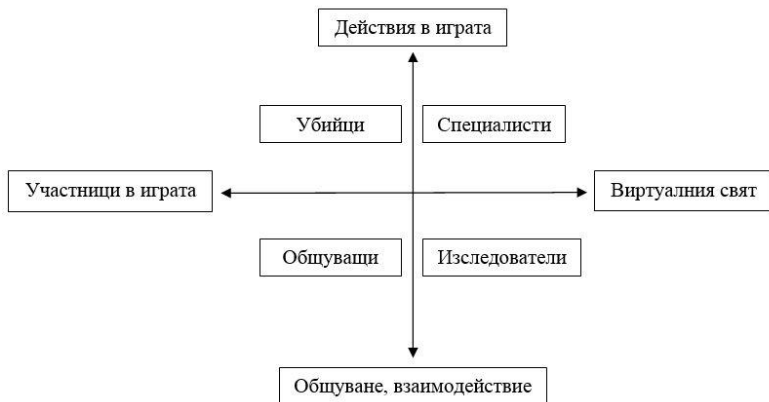 Действия в играта
Убийци
Специалисти
Участници в играта
Виртуалния свят
Общуващи
Изследователи
Общуване, взаимодействие